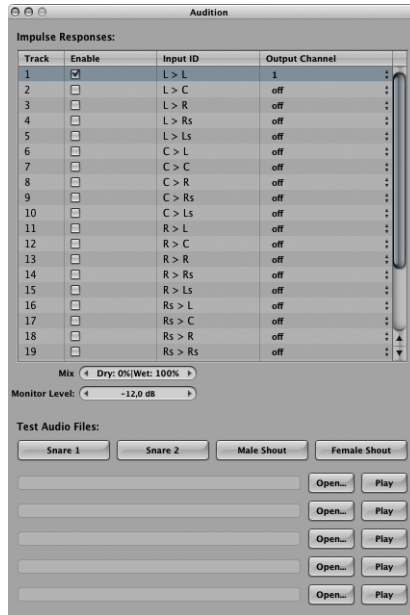 Audition
Impulse Responses:
Track Enable Input ID Output Channel
1 L > L 1
2 L > C off
3 L > R off
4 L > Rs off
5 L > Ls off
6 C > L off
7 C > C off
8 C > R off
9 C > Rs off
10 C > Ls off
11 R > L off
12 R > C off
13 R > R off
14 R > Rs off
15 R > Ls off
16 Rs > L off
17 Rs > C off
18 Rs > R off
19 Rs > Rs off
Mix Dry: 0%|Wet: 100%
Monitor Level: -12,0 dB
Test Audio Files:
Snare 1 Snare 2 Male Shout Female Shout
Open... Play
Open... Play
Open... Play
Open... Play
Open... Play